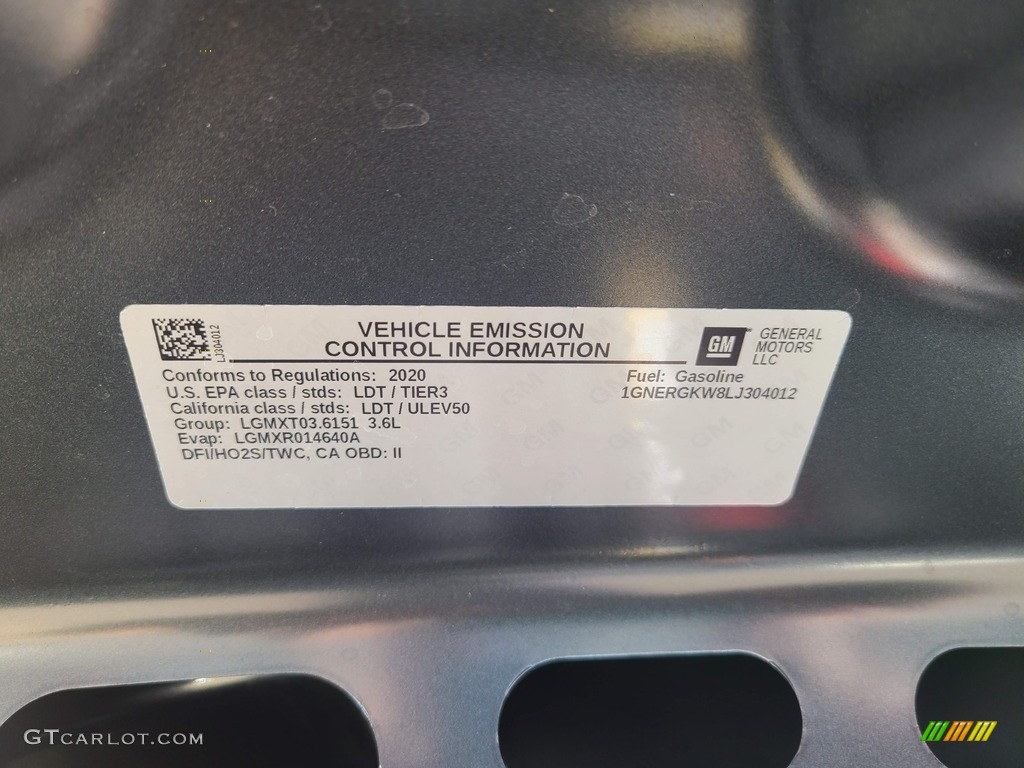 LJ304012
VEHICLE EMISSION
CONTROL INFORMATION
GM
GENERAL
MOTORS
LLC
Conforms to Regulations: 2020
Fuel: Gasoline
U.S. EPA class / stds: LDT / TIER3
1GNERGKW8LJ304012
California class / stds: LDT / ULEV50
Group: LGMXT03.6151 3.6L
Evap: LGMXR014640A
DFI/HO2S/TWC, CA OBD: II
GTCARLOT.COM